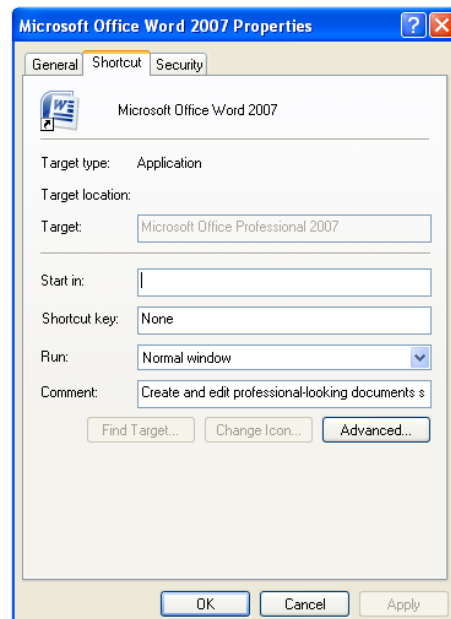 Microsoft Office Word 2007 Properties
General Shortcut Security
Microsoft Office Word 2007
Target type: Application
Target location:
Target: Microsoft Office Professional 2007
Start in:
Shortcut key: None
Run: Normal window
Comment: Create and edit professional-looking documents s
Find Target... Change Icon... Advanced...
OK Cancel Apply